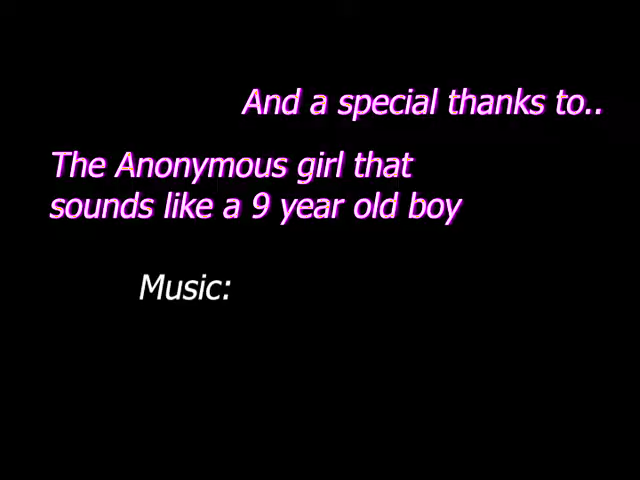 And a special thanks to..
The Anonymous girl that
sounds like a 9 year old boy
Music: